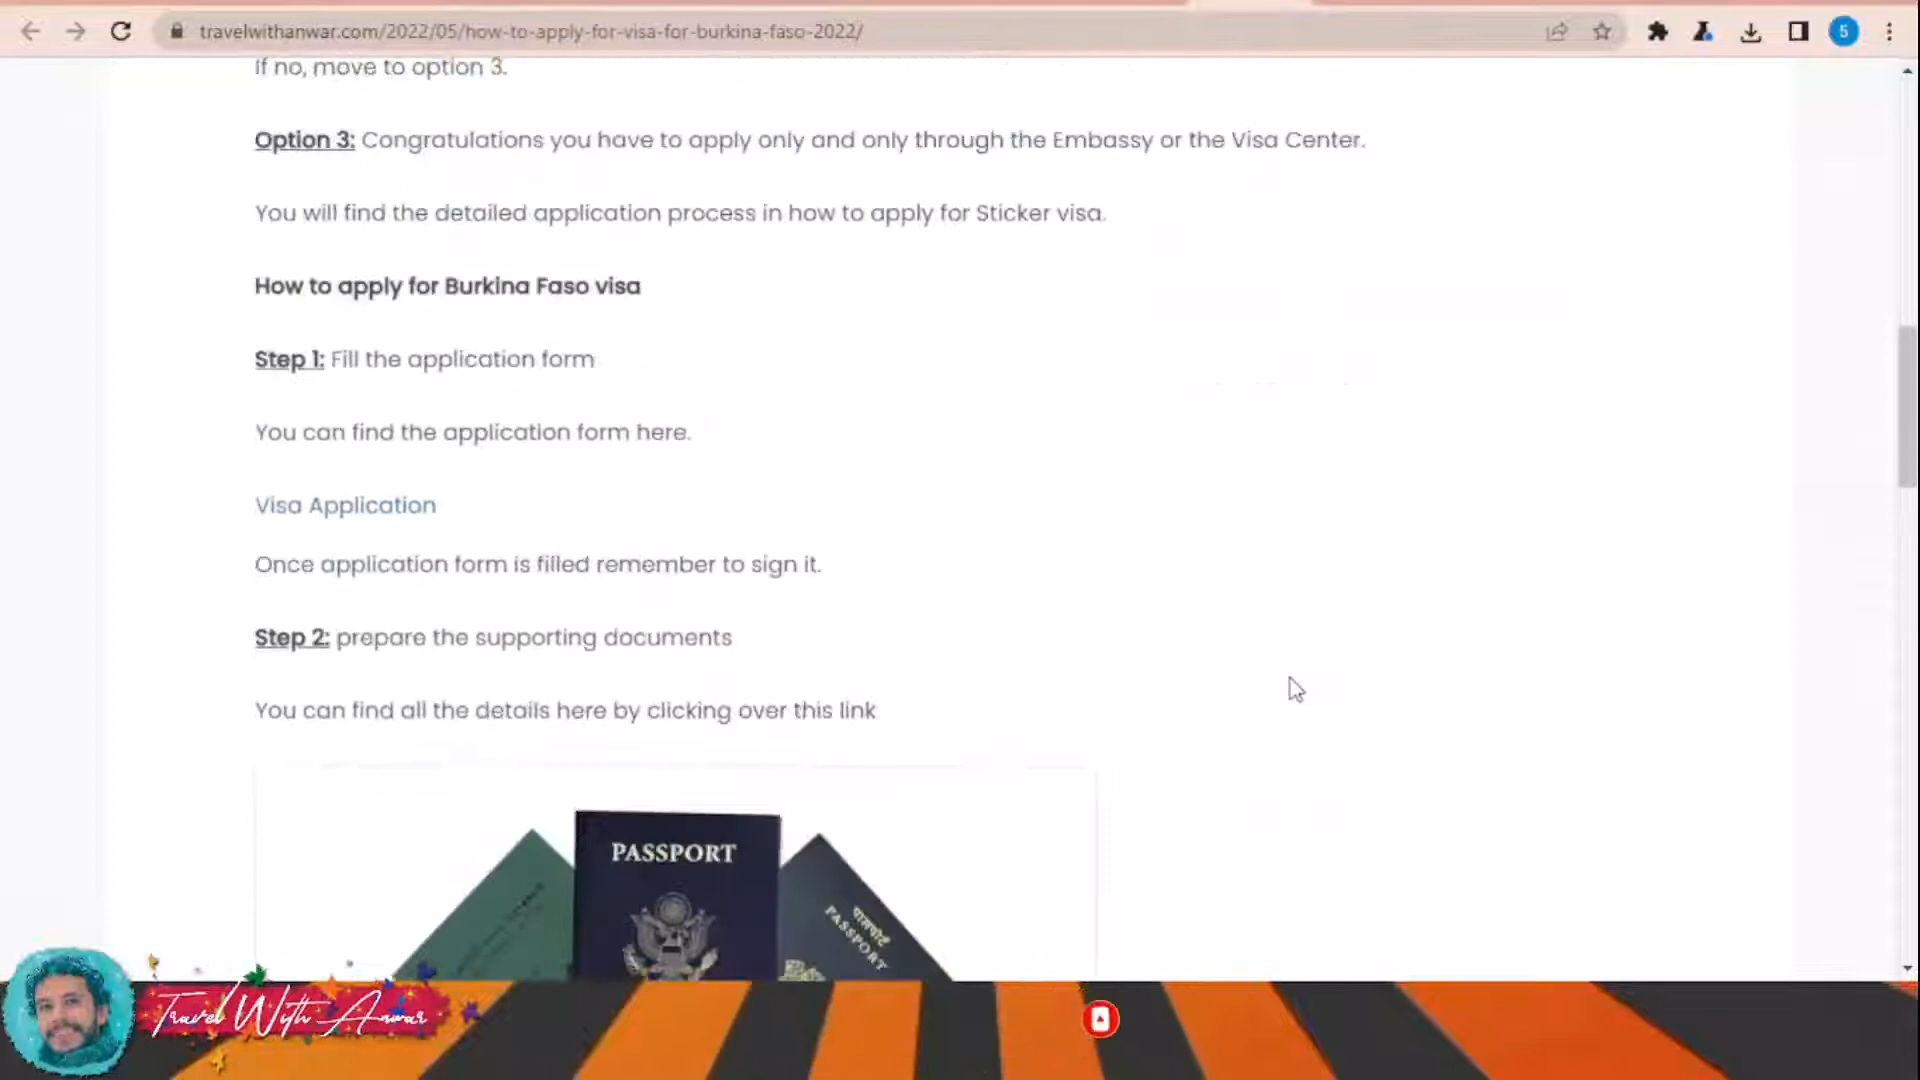 travelwithanwar.com/2022/05/how-to-apply-for-visa-for-burkina-faso-2022/
5
If no, move to option 3.
Option 3: Congratulations you have to apply only and only through the Embassy or the Visa Center.
You will find the detailed application process in how to apply for Sticker visa.
How to apply for Burkina Faso visa
Step 1: Fill the application form
You can find the application form here.
Visa Application
Once application form is filled remember to sign it.
Step 2: prepare the supporting documents
You can find all the details here by clicking over this link
PASSPORT
पासपोर्ट
PASSPORT
Travel With Anwar